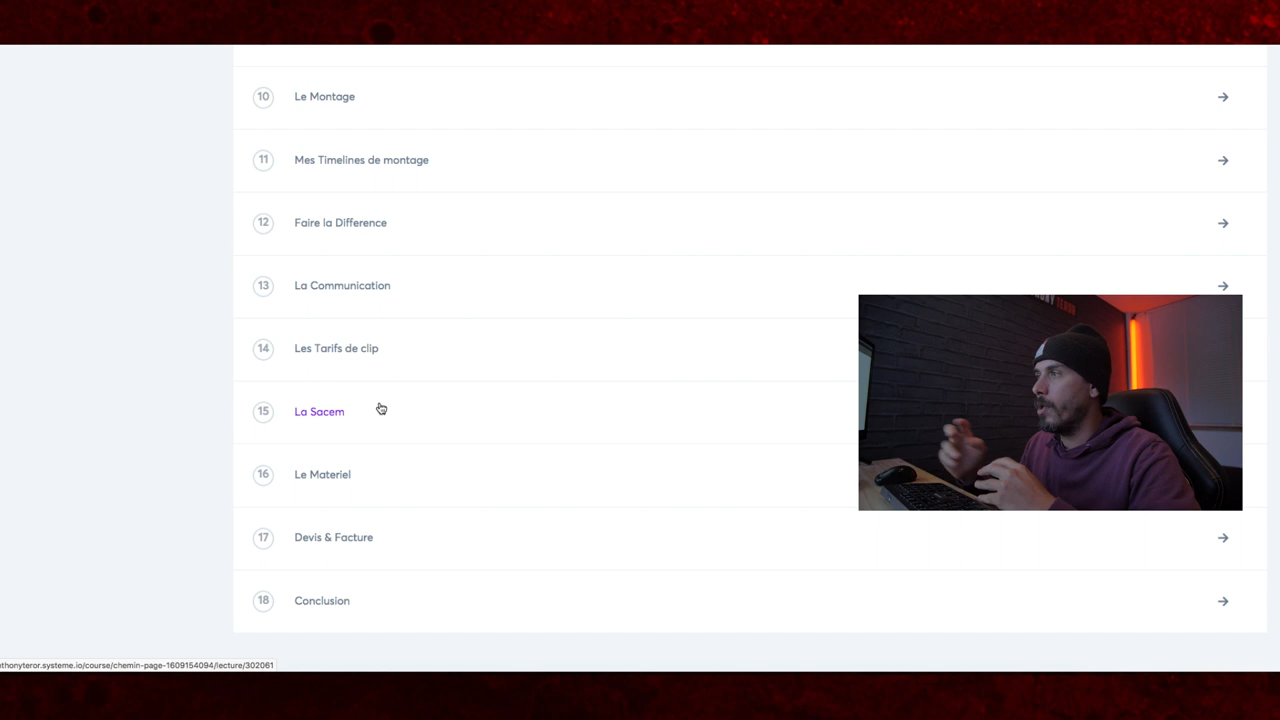 10 Le Montage
11 Mes Timelines de montage
12 Faire la Difference
13 La Communication
14 Les Tarifs de clip
15 La Sacem
16 Le Materiel
17 Devis & Facture
18 Conclusion
nthonyteror.systeme.io/course/chemin-page-1609154094/lecture/302061